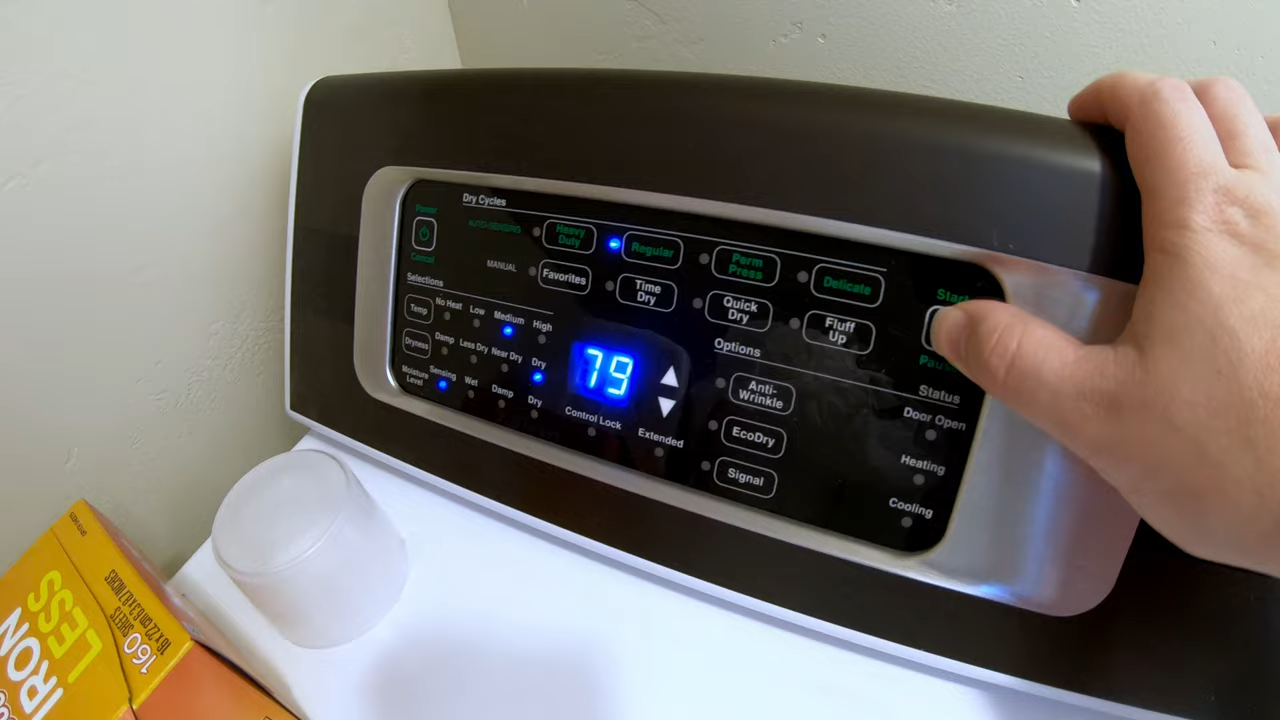 Dry Cycles
Power
Cancel
AUTO-SENSING
Heavy
Duty
Regular
Perm
Press
Delicate
MANUAL
Favorites
Time
Dry
Quick
Dry
Fluff
Up
Start
Selections
Temp
No Heat
Low
Medium
High
Dryness
Damp
Less Dry
Near Dry
Dry
Moisture
Level
Sensing
Wet
Damp
Dry
79
Control Lock
Extended
Options
Anti-
Wrinkle
EcoDry
Signal
Status
Door Open
Heating
Cooling
IRON
LESS
160
SHEETS